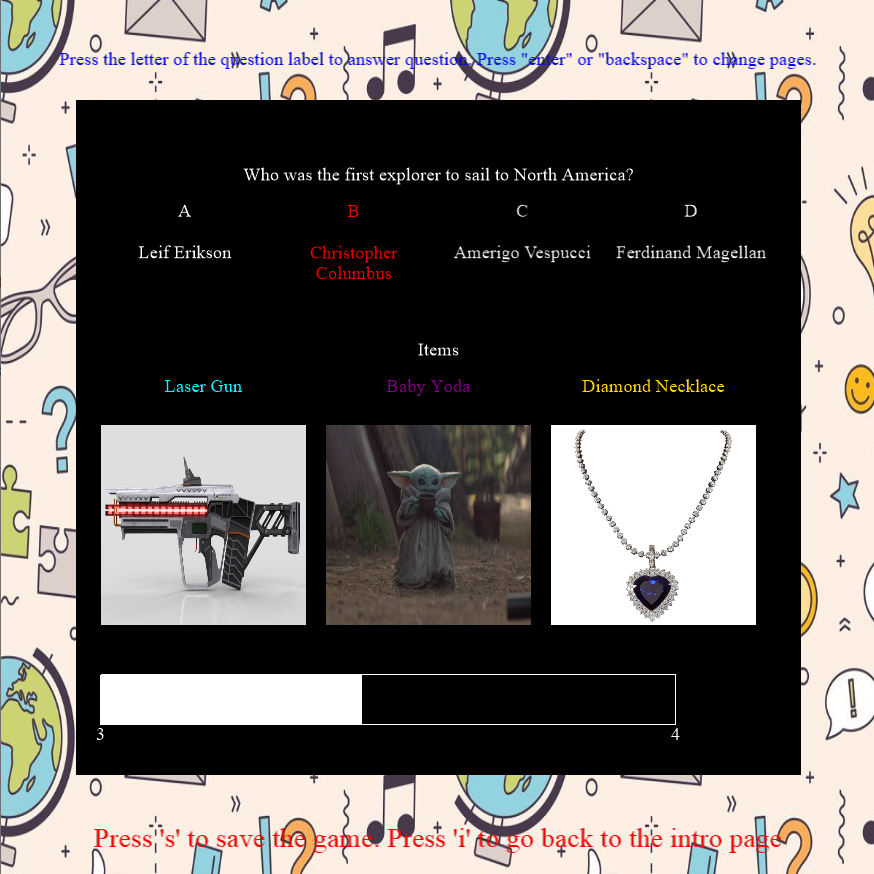 Press the letter of the question label to answer question. Press "enter" or "backspace" to change pages.
Who was the first explorer to sail to North America?
A B C D
Leif Erikson Christopher Columbus Amerigo Vespucci Ferdinand Magellan
Items
Laser Gun Baby Yoda Diamond Necklace
3 4
Press 's' to save the game. Press 'i' to go back to the intro page